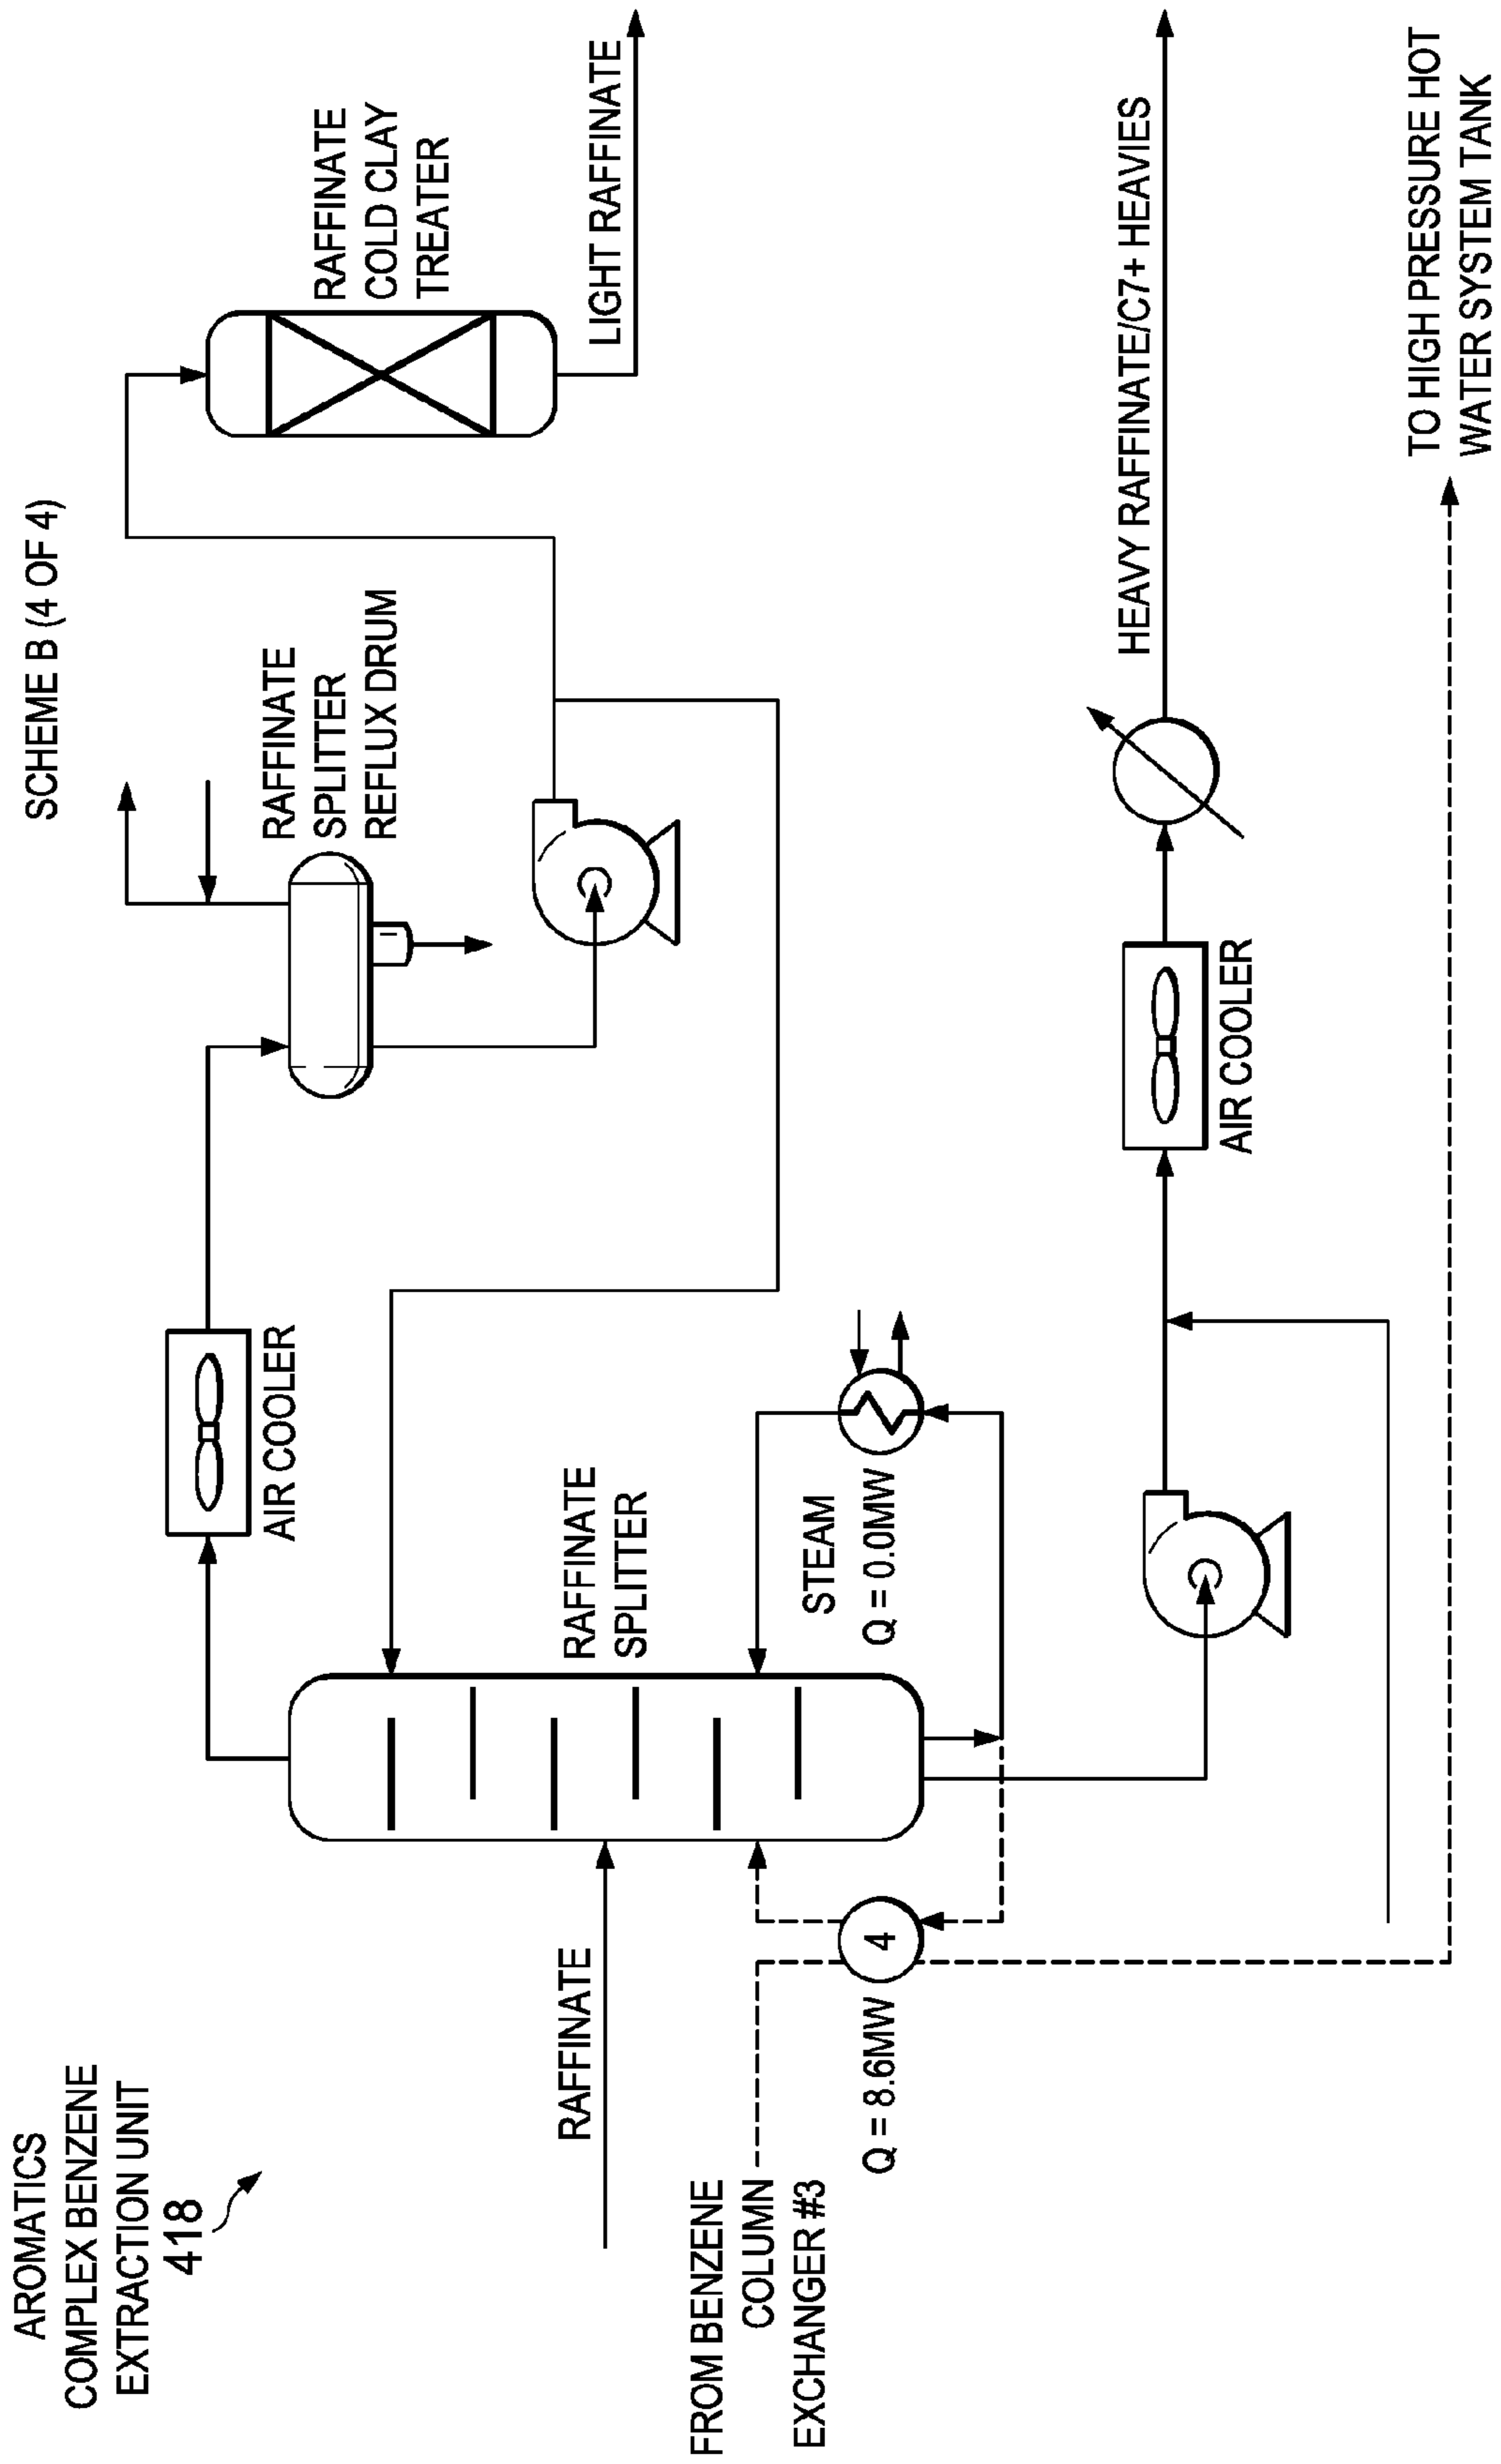 AROMATICS
COMPLEX BENZENE
EXTRACTION UNIT
418
SCHEME B (4 OF 4)
AIR COOLER
RAFFINATE
SPLITTER
REFLUX DRUM
RAFFINATE
COLD CLAY
TREATER
LIGHT RAFFINATE
RAFFINATE
RAFFINATE
SPLITTER
FROM BENZENE
COLUMN
EXCHANGER #3
4
Q = 8.6MW
STEAM
Q = 0.0MW
AIR COOLER
HEAVY RAFFINATE/C7+ HEAVIES
TO HIGH PRESSURE HOT
WATER SYSTEM TANK